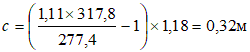 c = (1,11×317,8/277,4 − 1) × 1,18 = 0,32м